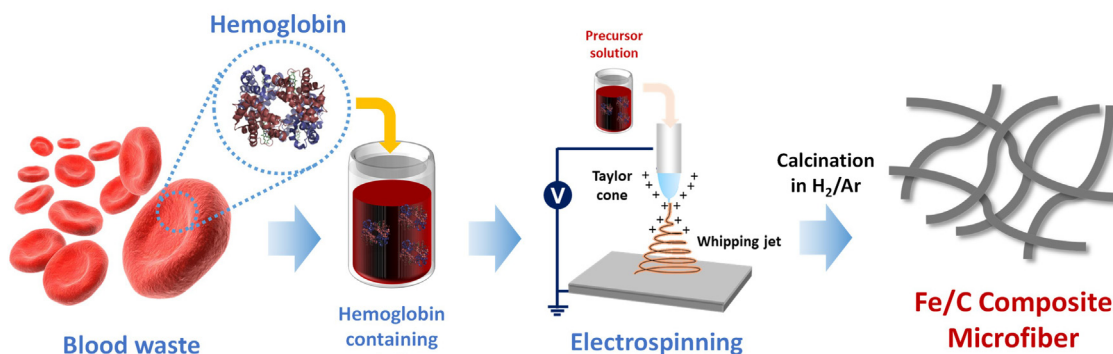 Hemoglobin
Blood waste
Hemoglobin
containing
Precursor
solution
V
Taylor
cone
Whipping jet
Electrospinning
Calcination
in H₂/Ar
Fe/C Composite
Microfiber